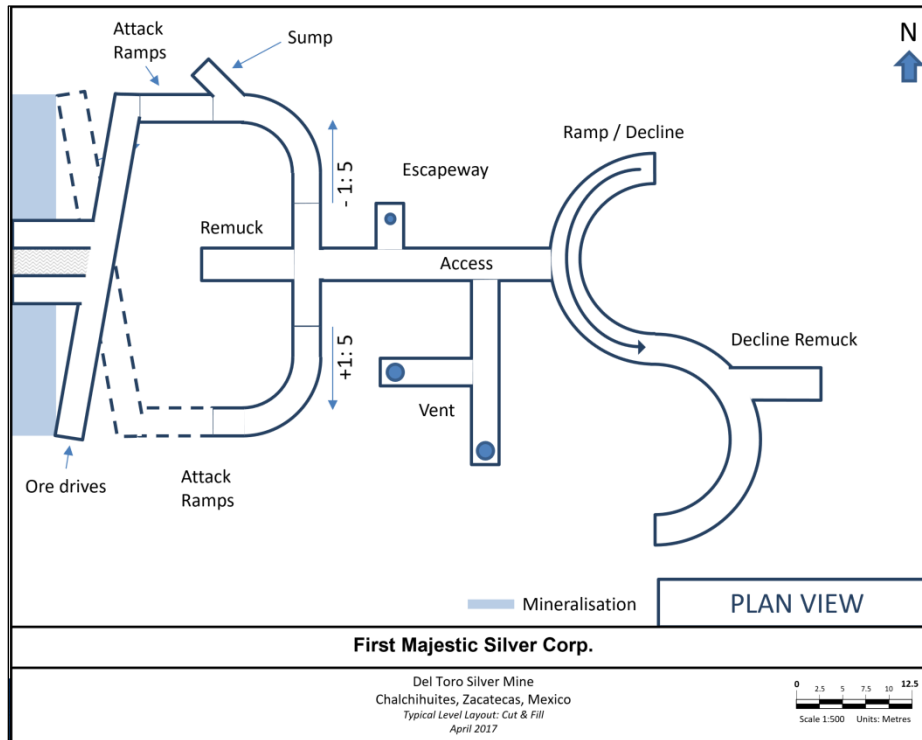 Attack
Ramps
Sump
N
Ramp / Decline
Escapeway
- 1: 5
Remuck
Access
Decline Remuck
+1: 5
Vent
Ore drives
Attack
Ramps
Mineralisation
PLAN VIEW
First Majestic Silver Corp.
Del Toro Silver Mine
Chalchihuites, Zacatecas, Mexico
Typical Level Layout: Cut & Fill
April 2017
0 2.5 5 7.5 10 12.5
Scale 1:500 Units: Metres